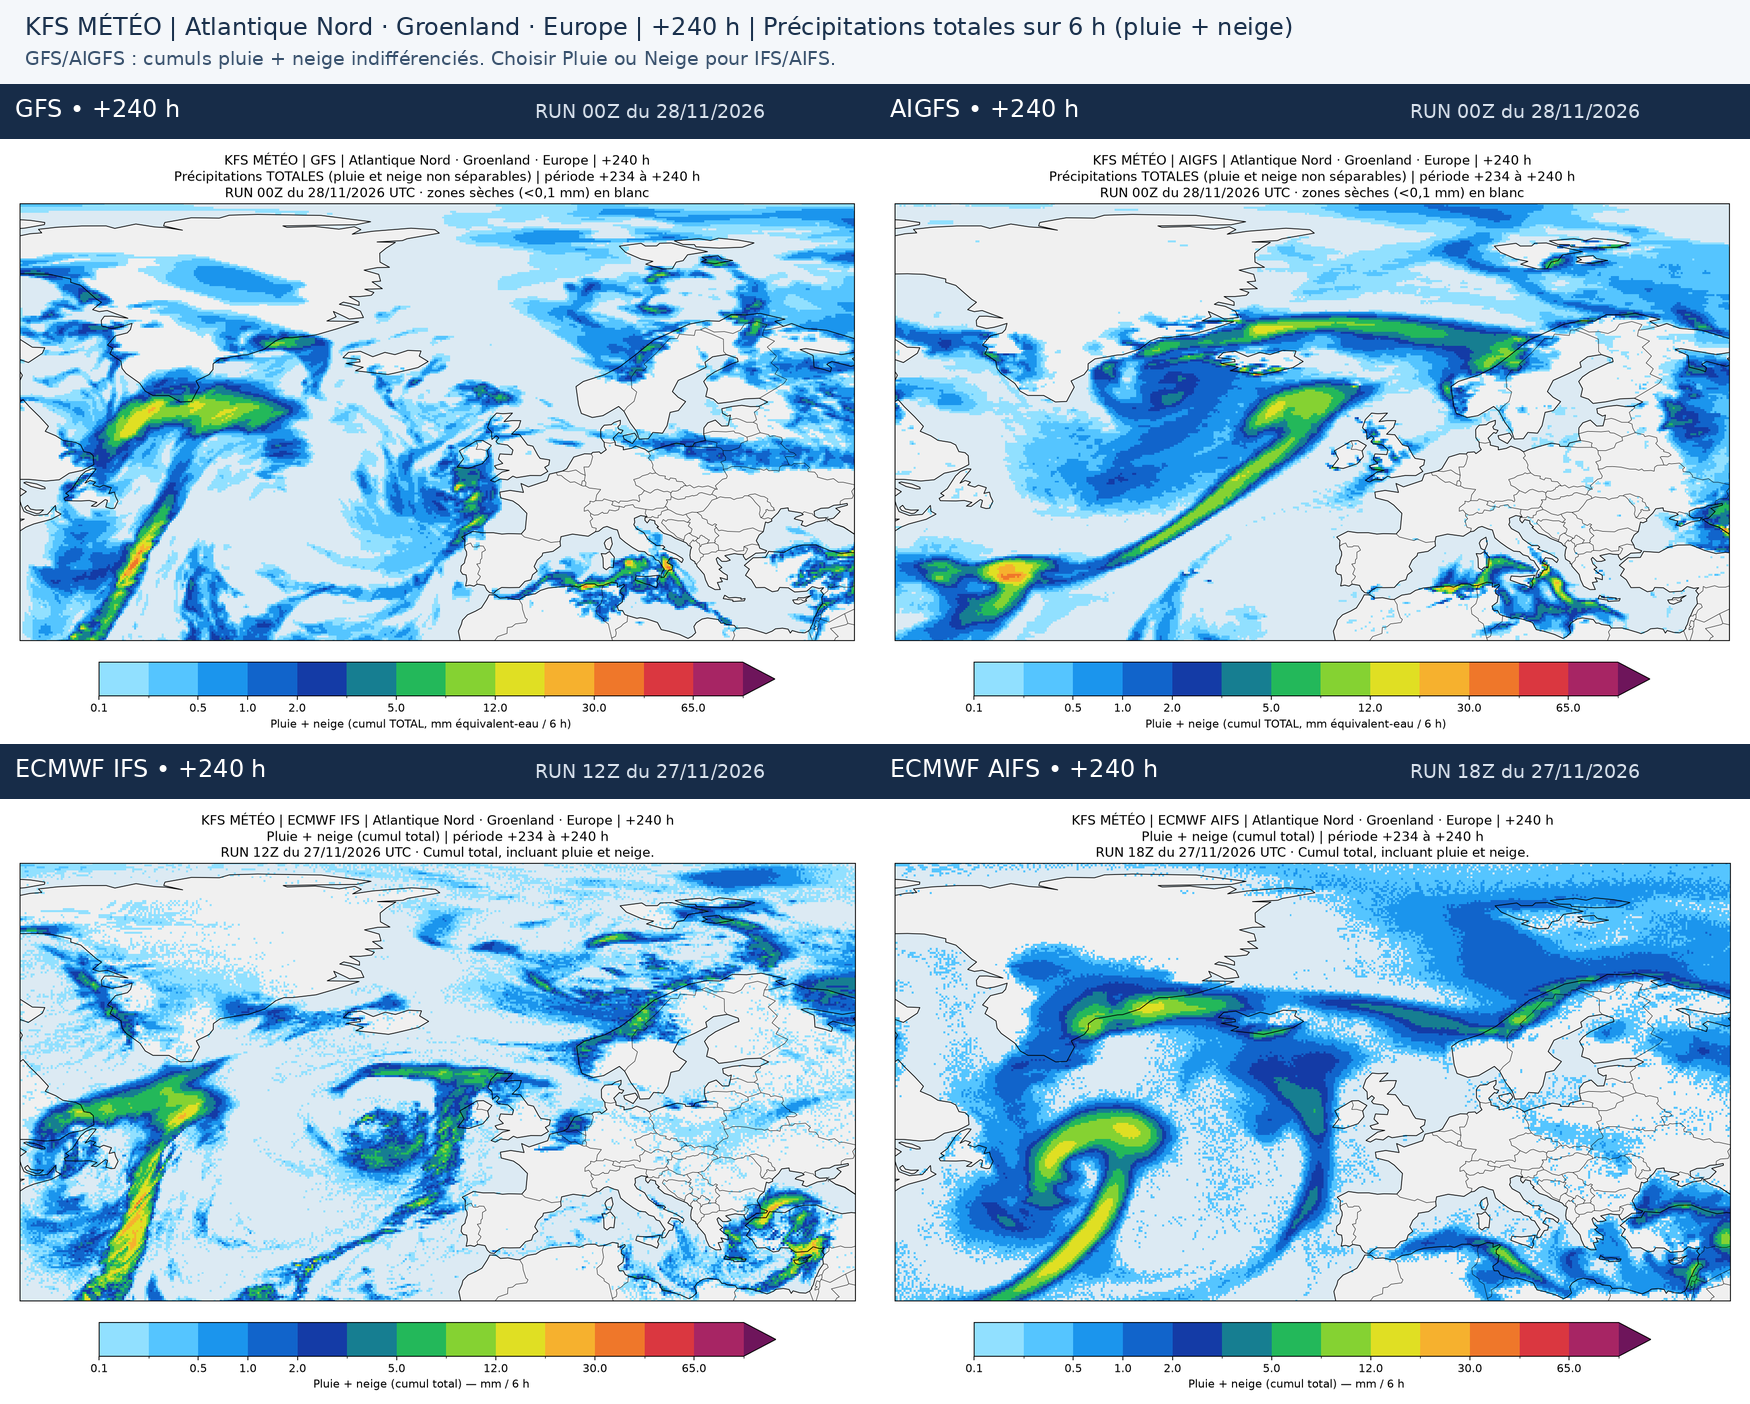 KFS MÉTÉO | Atlantique Nord · Groenland · Europe | +240 h | Précipitations totales sur 6 h (pluie + neige)
GFS/AIGFS : cumuls pluie + neige indifférenciés. Choisir Pluie ou Neige pour IFS/AIFS.
GFS • +240 h RUN 00Z du 28/11/2026
AIGFS • +240 h RUN 00Z du 28/11/2026
KFS MÉTÉO | GFS | Atlantique Nord · Groenland · Europe | +240 h
Précipitations TOTALES (pluie et neige non séparables) | période +234 à +240 h
RUN 00Z du 28/11/2026 UTC · zones sèches (<0,1 mm) en blanc
KFS MÉTÉO | AIGFS | Atlantique Nord · Groenland · Europe | +240 h
Précipitations TOTALES (pluie et neige non séparables) | période +234 à +240 h
RUN 00Z du 28/11/2026 UTC · zones sèches (<0,1 mm) en blanc
0.1 0.5 1.0 2.0 5.0 12.0 30.0 65.0
Pluie + neige (cumul TOTAL, mm équivalent-eau / 6 h)
0.1 0.5 1.0 2.0 5.0 12.0 30.0 65.0
Pluie + neige (cumul TOTAL, mm équivalent-eau / 6 h)
ECMWF IFS • +240 h RUN 12Z du 27/11/2026
ECMWF AIFS • +240 h RUN 18Z du 27/11/2026
KFS MÉTÉO | ECMWF IFS | Atlantique Nord · Groenland · Europe | +240 h
Pluie + neige (cumul total) | période +234 à +240 h
RUN 12Z du 27/11/2026 UTC · Cumul total, incluant pluie et neige.
KFS MÉTÉO | ECMWF AIFS | Atlantique Nord · Groenland · Europe | +240 h
Pluie + neige (cumul total) | période +234 à +240 h
RUN 18Z du 27/11/2026 UTC · Cumul total, incluant pluie et neige.
0.1 0.5 1.0 2.0 5.0 12.0 30.0 65.0
Pluie + neige (cumul total) — mm / 6 h
0.1 0.5 1.0 2.0 5.0 12.0 30.0 65.0
Pluie + neige (cumul total) — mm / 6 h